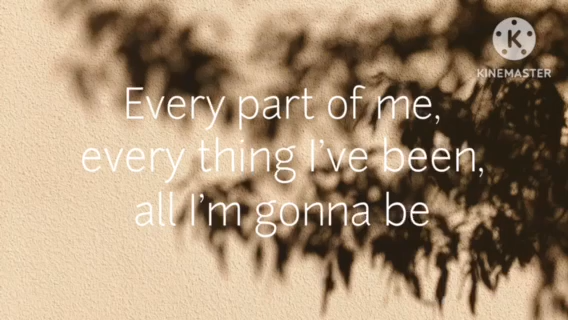 K
KINEMASTER
Every part of me,
every thing I've been,
all I'm gonna be